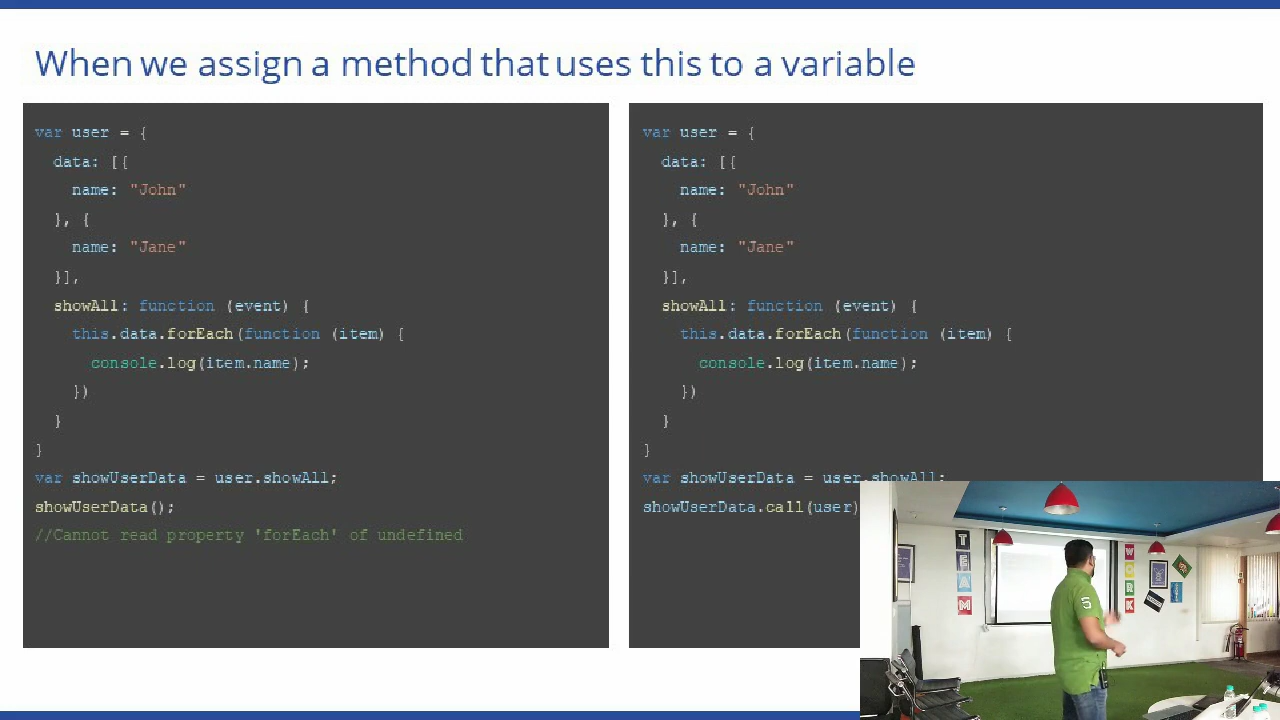 When we assign a method that uses this to a variable
var user = {
data: [{
name: "John"
}, {
name: "Jane"
}],
showAll: function (event) {
this.data.forEach(function (item) {
console.log(item.name);
})
}
}
var showUserData = user.showAll;
showUserData();
//Cannot read property 'forEach' of undefined
var user = {
data: [{
name: "John"
}, {
name: "Jane"
}],
showAll: function (event) {
this.data.forEach(function (item) {
console.log(item.name);
})
}
}
var showUserData = user.showAll;
showUserData.call(user)
TEAM
WORK